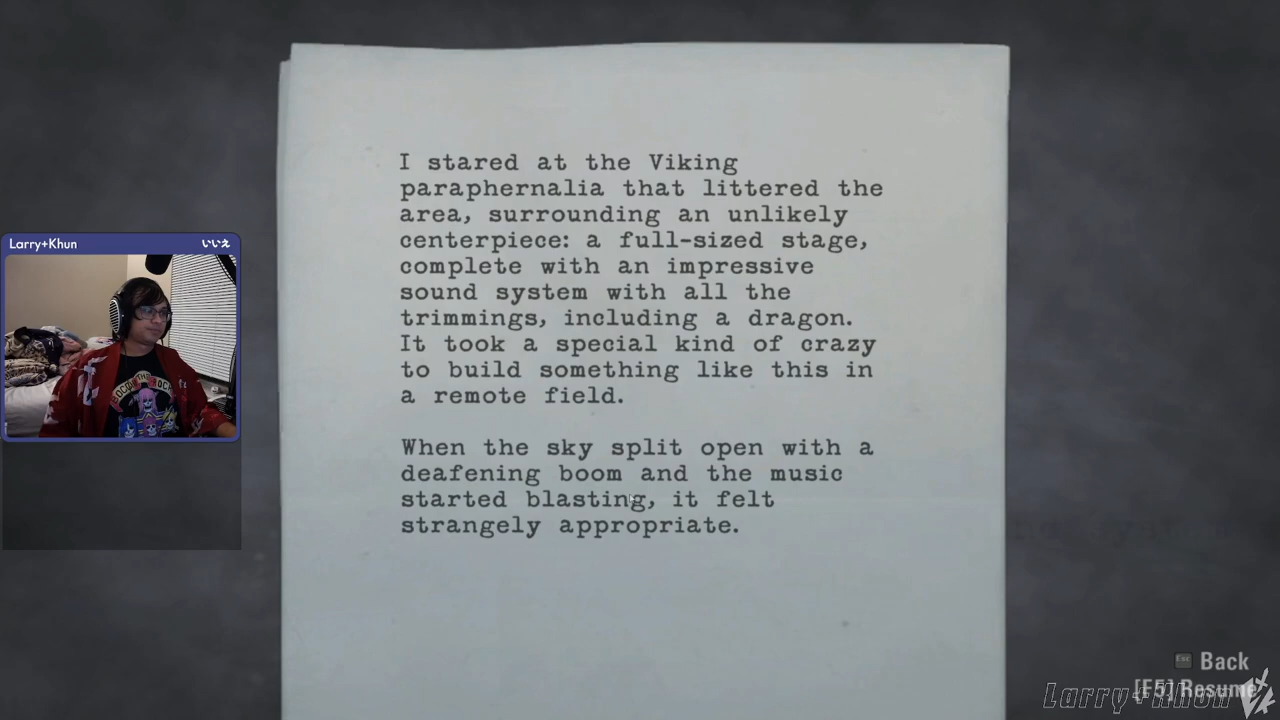 I stared at the Viking
paraphernalia that littered the
area, surrounding an unlikely
centerpiece: a full-sized stage,
complete with an impressive
sound system with all the
trimmings, including a dragon.
It took a special kind of crazy
to build something like this in
a remote field.
When the sky split open with a
deafening boom and the music
started blasting, it felt
strangely appropriate.
Larry+Khun
いいえ
Esc Back
[F5] Resume
Larry+Khun